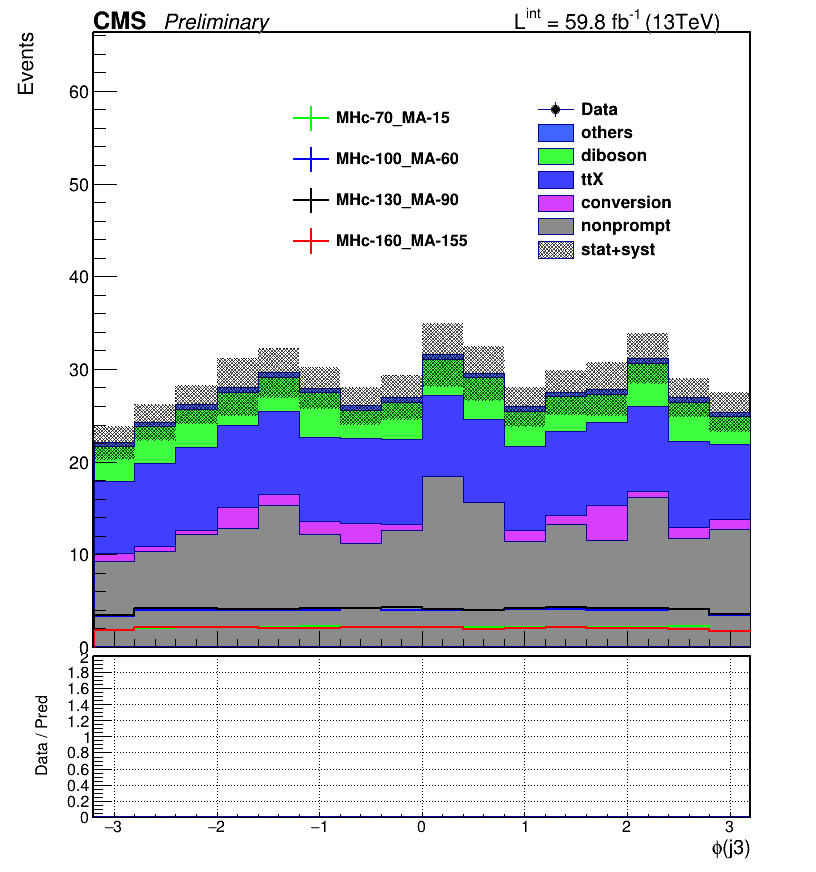 CMS Preliminary L^int = 59.8 fb^-1 (13TeV)
Events
60
50
40
30
20
10
0
MHc-70_MA-15
MHc-100_MA-60
MHc-130_MA-90
MHc-160_MA-155
Data
others
diboson
ttX
conversion
nonprompt
stat+syst
Data / Pred
2
1.8
1.6
1.4
1.2
1
0.8
0.6
0.4
0.2
0
−3 −2 −1 0 1 2 3
ϕ(j3)